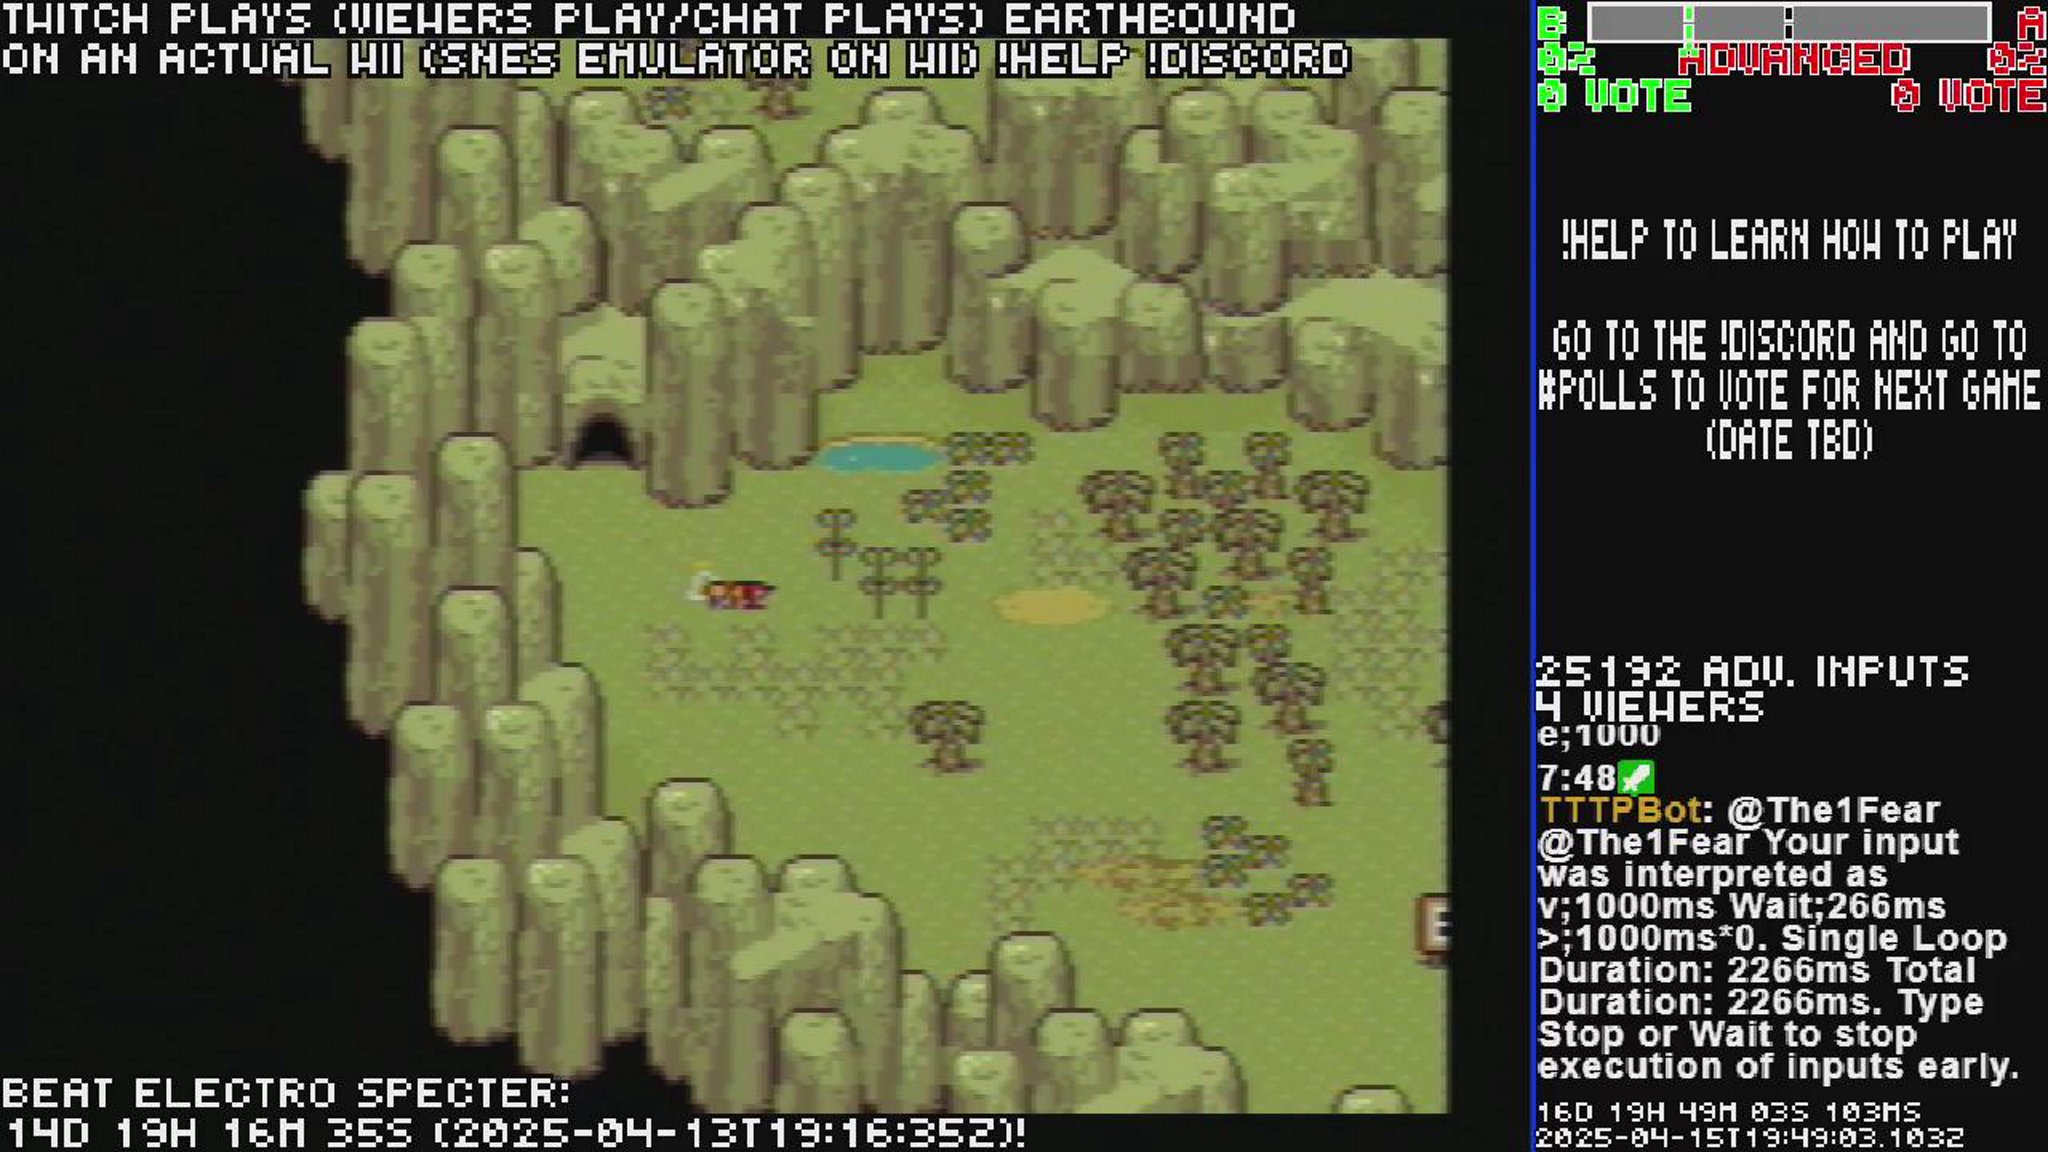 TWITCH PLAYS (VIEWERS PLAY/CHAT PLAYS) EARTHBOUND
ON AN ACTUAL WII (SNES EMULATOR ON WII) !HELP !DISCORD
B A
0% ADVANCED 0%
0 VOTE 0 VOTE
!HELP TO LEARN HOW TO PLAY
GO TO THE !DISCORD AND GO TO
#POLLS TO VOTE FOR NEXT GAME
(DATE TBD)
25192 ADV. INPUTS
4 VIEWERS
e;1000
7:48
TTTPBot: @The1Fear
@The1Fear Your input
was interpreted as
v;1000ms Wait;266ms
>;1000ms*0. Single Loop
Duration: 2266ms Total
Duration: 2266ms. Type
Stop or Wait to stop
execution of inputs early.
BEAT ELECTRO SPECTER:
14D 19H 16M 35S (2025-04-13T19:16:35Z)!
16D 19H 49M 03S 103MS
2025-04-15T19:49:03.103Z